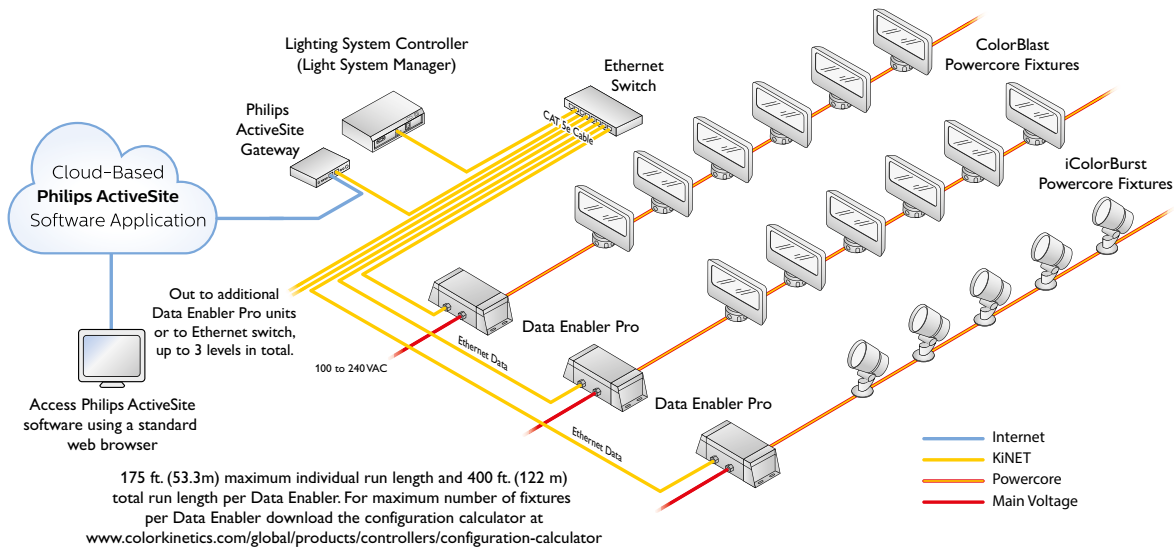 Lighting System Controller
(Light System Manager)
Ethernet
Switch
ColorBlast
Powercore Fixtures
Philips
ActiveSite
Gateway
CAT 5e Cable
Cloud-Based
Philips ActiveSite
Software Application
iColorBurst
Powercore Fixtures
Out to additional
Data Enabler Pro units
or to Ethernet switch,
up to 3 levels in total.
Data Enabler Pro
100 to 240 VAC
Ethernet Data
Data Enabler Pro
Ethernet Data
Access Philips ActiveSite
software using a standard
web browser
Internet
KiNET
Powercore
Main Voltage
175 ft. (53.3m) maximum individual run length and 400 ft. (122 m)
total run length per Data Enabler. For maximum number of fixtures
per Data Enabler download the configuration calculator at
www.colorkinetics.com/global/products/controllers/configuration-calculator